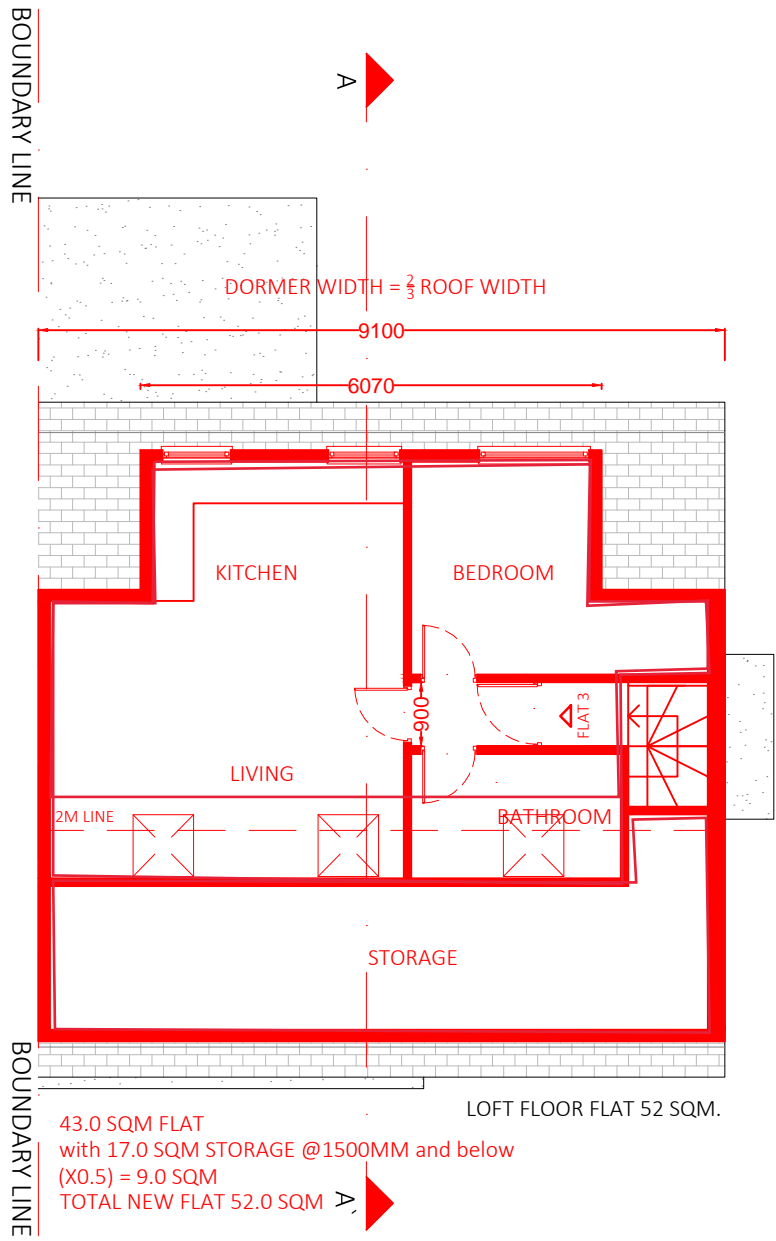 BOUNDARY LINE
A
DORMER WIDTH = 2/3 ROOF WIDTH
9100
6070
KITCHEN
BEDROOM
900
FLAT 3
LIVING
2M LINE
BATHROOM
STORAGE
BOUNDARY LINE
LOFT FLOOR FLAT 52 SQM.
43.0 SQM FLAT
with 17.0 SQM STORAGE @1500MM and below
(X0.5) = 9.0 SQM
TOTAL NEW FLAT 52.0 SQM
A`